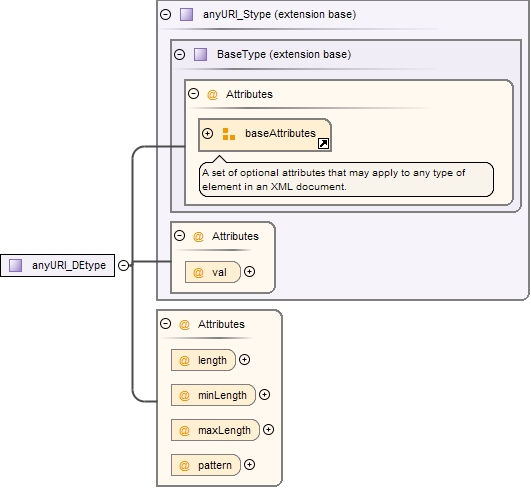 anyURI_Stype (extension base)
BaseType (extension base)
@ Attributes
baseAttributes
A set of optional attributes that may apply to any type of
element in an XML document.
@ Attributes
@ val
anyURI_DEtype
@ Attributes
@ length
@ minLength
@ maxLength
@ pattern